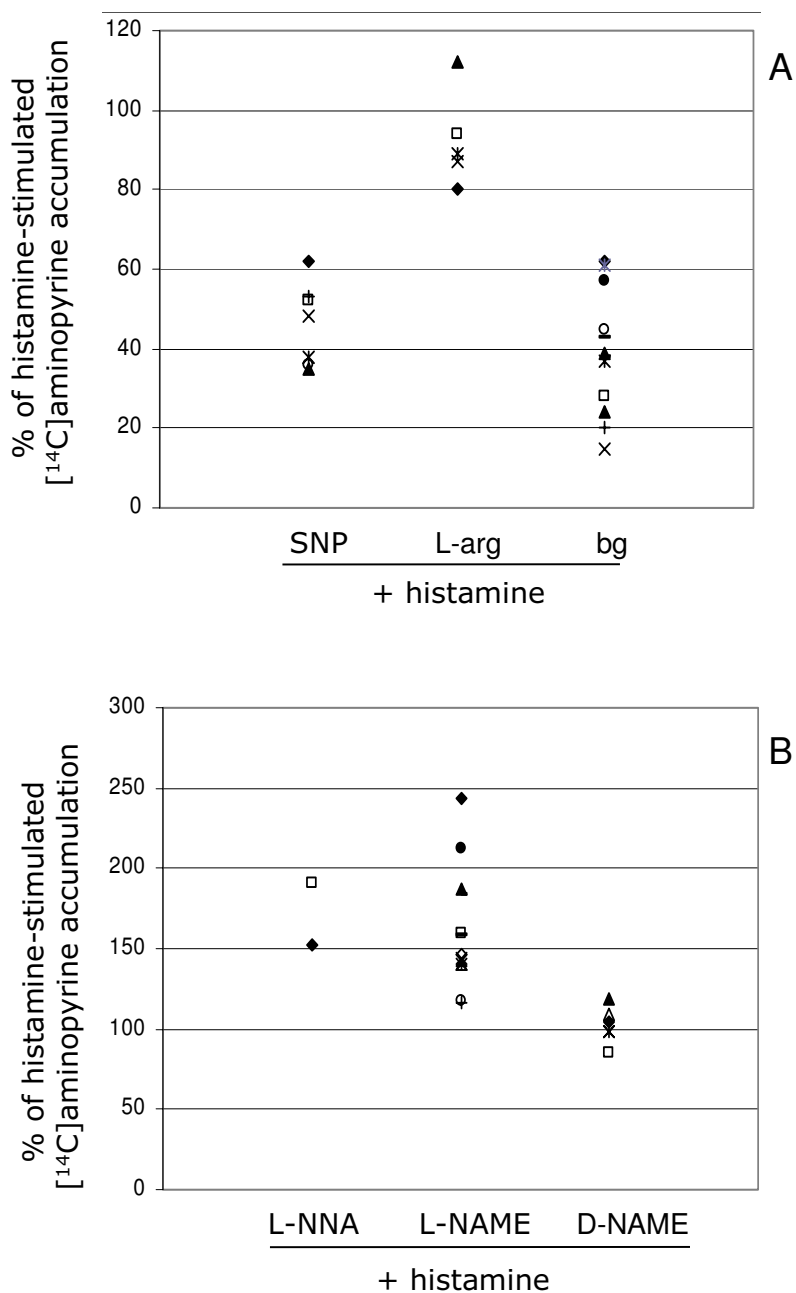 A
% of histamine-stimulated
[¹⁴C]aminopyrine accumulation
120
100
80
60
40
20
0
SNP L-arg bg
+ histamine
B
% of histamine-stimulated
[¹⁴C]aminopyrine accumulation
300
250
200
150
100
50
0
L-NNA L-NAME D-NAME
+ histamine